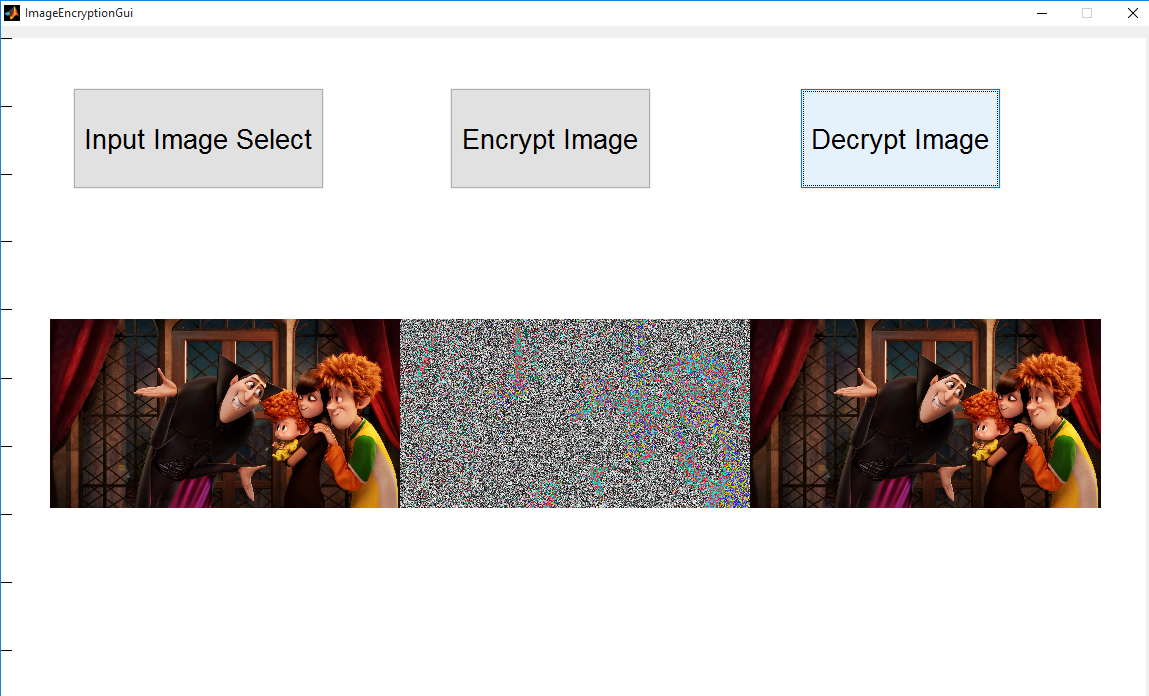 ImageEncryptionGui
Input Image Select
Encrypt Image
Decrypt Image